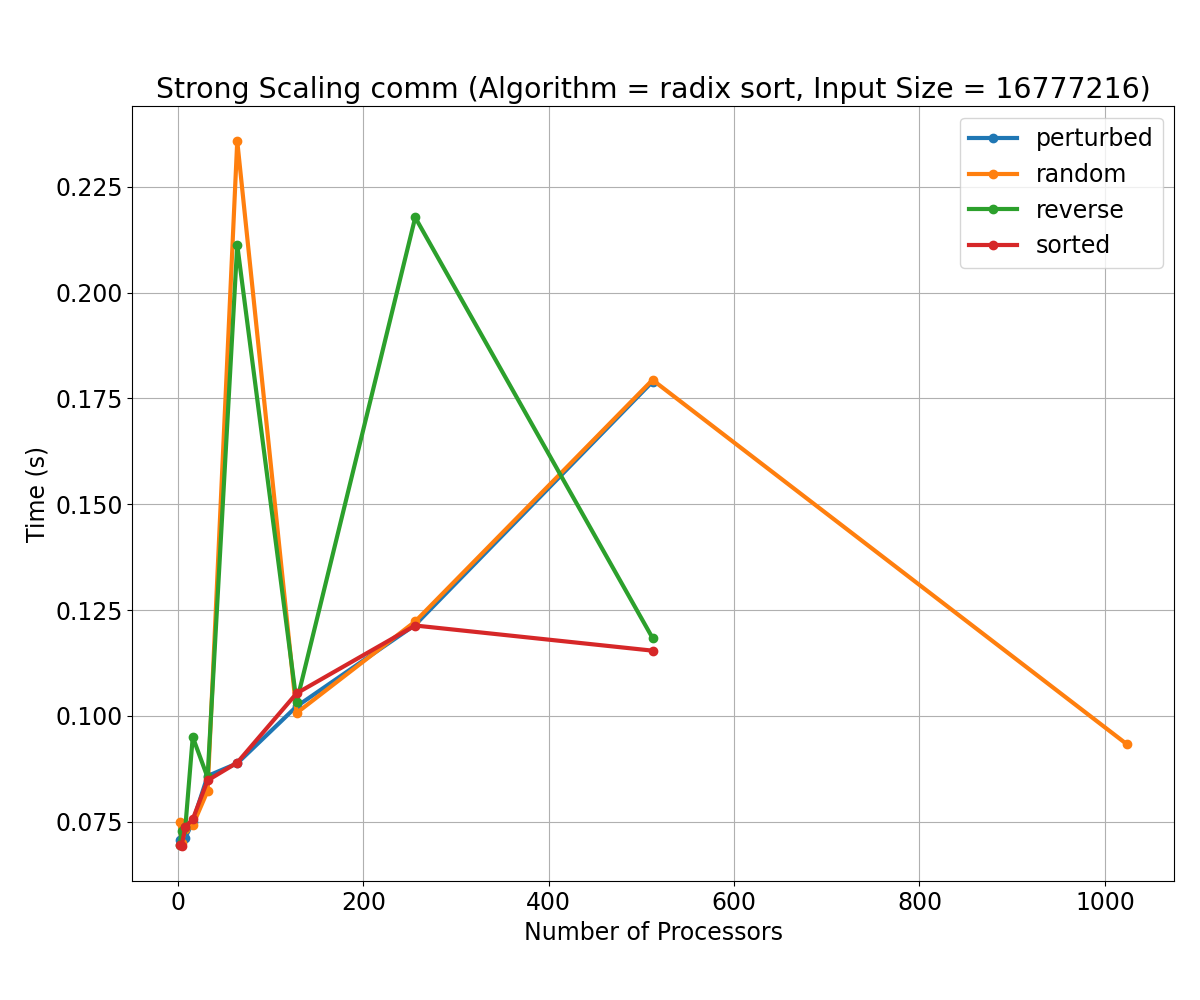 Strong Scaling comm (Algorithm = radix sort, Input Size = 16777216)
perturbed
random
reverse
sorted
0.225
0.200
0.175
0.150
0.125
0.100
0.075
Time (s)
0 200 400 600 800 1000
Number of Processors